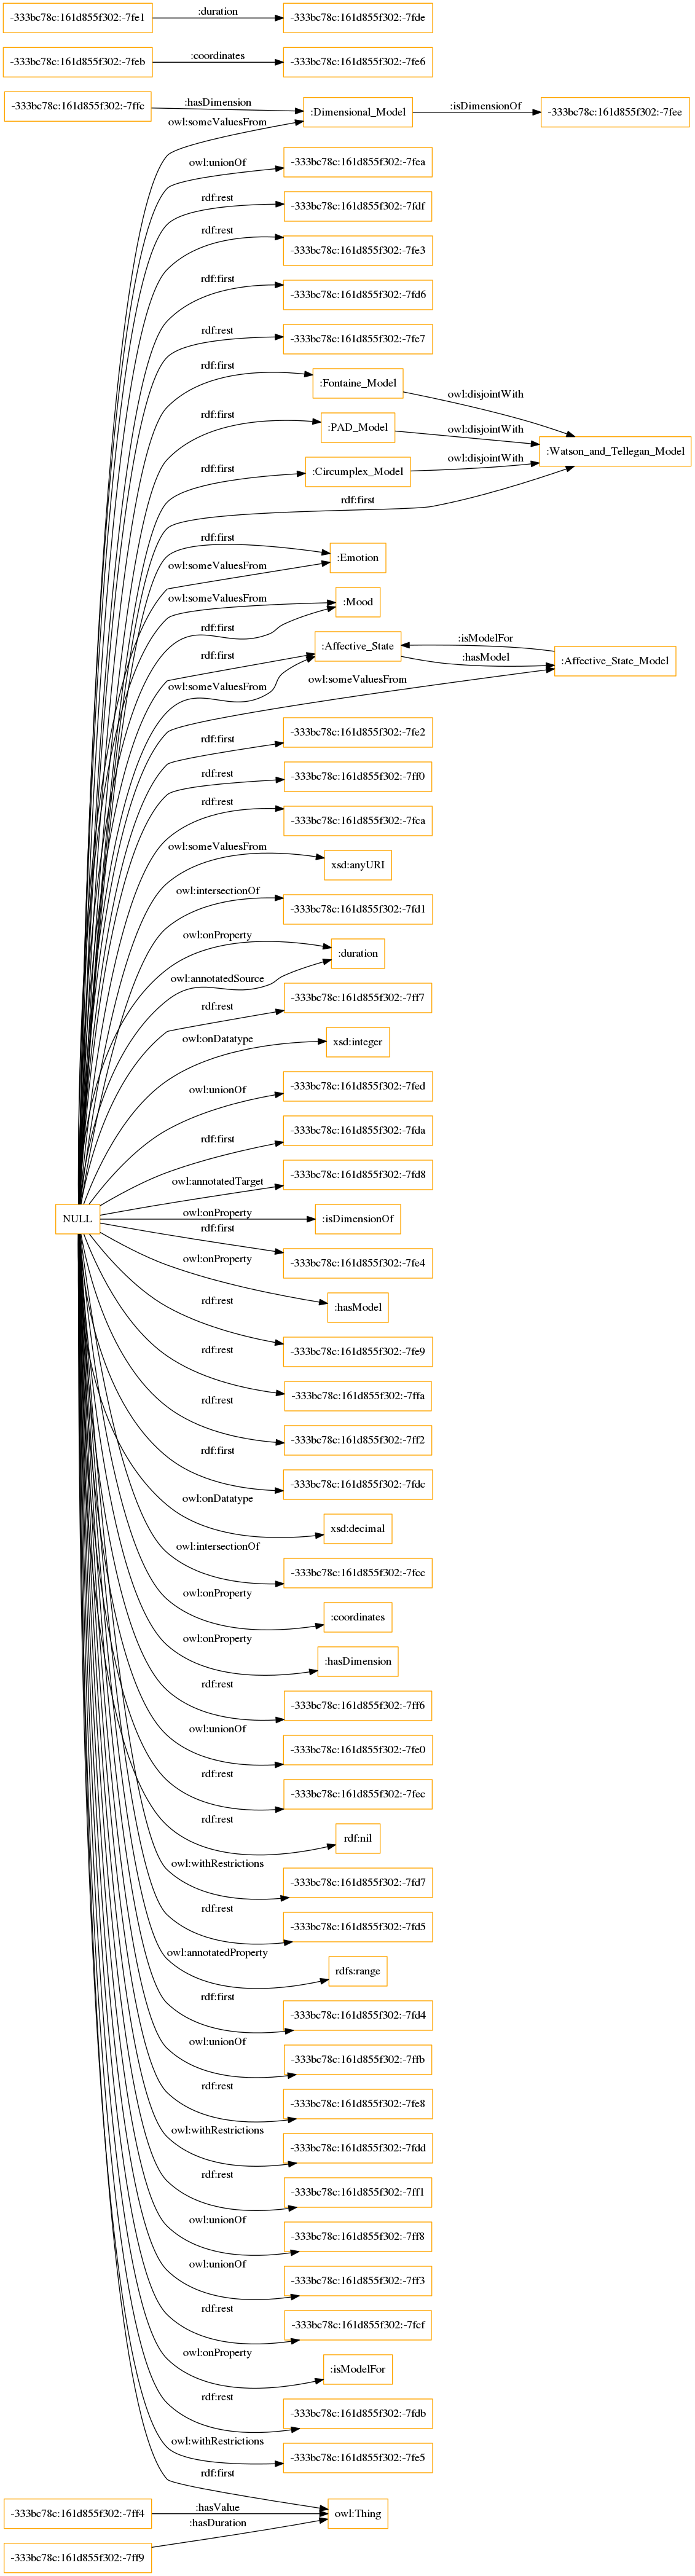 -333bc78c:161d855f302:-7fe1 :duration -333bc78c:161d855f302:-7fde
-333bc78c:161d855f302:-7feb :coordinates -333bc78c:161d855f302:-7fe6
-333bc78c:161d855f302:-7ffc :hasDimension :Dimensional_Model :isDimensionOf -333bc78c:161d855f302:-7fee
owl:someValuesFrom
owl:unionOf -333bc78c:161d855f302:-7fea
rdf:rest -333bc78c:161d855f302:-7fdf
rdf:rest -333bc78c:161d855f302:-7fe3
rdf:first -333bc78c:161d855f302:-7fd6
rdf:rest -333bc78c:161d855f302:-7fe7
rdf:first :Fontaine_Model owl:disjointWith
rdf:first :PAD_Model owl:disjointWith
:Watson_and_Tellegan_Model
rdf:first :Circumplex_Model owl:disjointWith
rdf:first
rdf:first :Emotion
owl:someValuesFrom
owl:someValuesFrom :Mood
rdf:first
rdf:first :Affective_State :isModelFor
:hasModel :Affective_State_Model
owl:someValuesFrom owl:someValuesFrom
rdf:first -333bc78c:161d855f302:-7fe2
rdf:rest -333bc78c:161d855f302:-7ff0
rdf:rest -333bc78c:161d855f302:-7fca
owl:someValuesFrom xsd:anyURI
owl:intersectionOf -333bc78c:161d855f302:-7fd1
owl:onProperty :duration
owl:annotatedSource
rdf:rest -333bc78c:161d855f302:-7ff7
owl:onDatatype xsd:integer
owl:unionOf -333bc78c:161d855f302:-7fed
rdf:first -333bc78c:161d855f302:-7fda
owl:annotatedTarget -333bc78c:161d855f302:-7fd8
NULL owl:onProperty :isDimensionOf
rdf:first -333bc78c:161d855f302:-7fe4
owl:onProperty :hasModel
rdf:rest -333bc78c:161d855f302:-7fe9
rdf:rest -333bc78c:161d855f302:-7ffa
rdf:rest -333bc78c:161d855f302:-7ff2
rdf:first -333bc78c:161d855f302:-7fdc
owl:onDatatype xsd:decimal
owl:intersectionOf -333bc78c:161d855f302:-7fcc
owl:onProperty :coordinates
owl:onProperty :hasDimension
rdf:rest -333bc78c:161d855f302:-7ff6
owl:unionOf -333bc78c:161d855f302:-7fe0
rdf:rest -333bc78c:161d855f302:-7fec
rdf:rest rdf:nil
owl:withRestrictions -333bc78c:161d855f302:-7fd7
rdf:rest -333bc78c:161d855f302:-7fd5
owl:annotatedProperty rdfs:range
rdf:first -333bc78c:161d855f302:-7fd4
owl:unionOf -333bc78c:161d855f302:-7ffb
rdf:rest -333bc78c:161d855f302:-7fe8
owl:withRestrictions -333bc78c:161d855f302:-7fdd
rdf:rest -333bc78c:161d855f302:-7ff1
owl:unionOf -333bc78c:161d855f302:-7ff8
owl:unionOf -333bc78c:161d855f302:-7ff3
rdf:rest -333bc78c:161d855f302:-7fcf
owl:onProperty :isModelFor
rdf:rest -333bc78c:161d855f302:-7fdb
owl:withRestrictions -333bc78c:161d855f302:-7fe5
rdf:first
-333bc78c:161d855f302:-7ff4 :hasValue owl:Thing
-333bc78c:161d855f302:-7ff9 :hasDuration